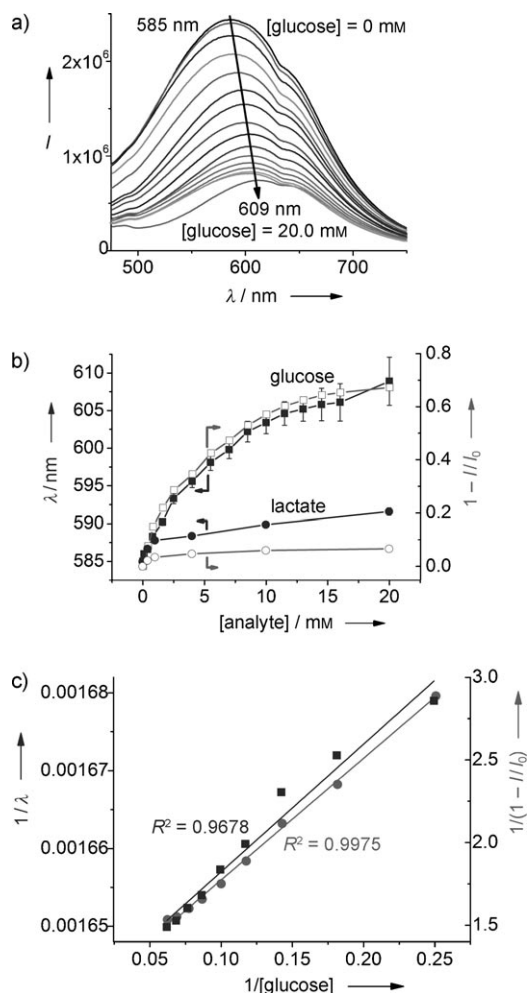 a)
585 nm
[glucose] = 0 mM
2x10⁶
1x10⁶
0
I
609 nm
[glucose] = 20.0 mM
500 600 700
λ / nm
b)
610
605
600
595
590
585
λ / nm
glucose
lactate
0.8
0.6
0.4
0.2
0.0
1 - I / I₀
0 5 10 15 20
[analyte] / mM
c)
0.00168
0.00167
0.00166
0.00165
1 / λ
R² = 0.9678
R² = 0.9975
3.0
2.5
2.0
1.5
1/(1 - I / I₀)
0.05 0.10 0.15 0.20 0.25
1/[glucose]